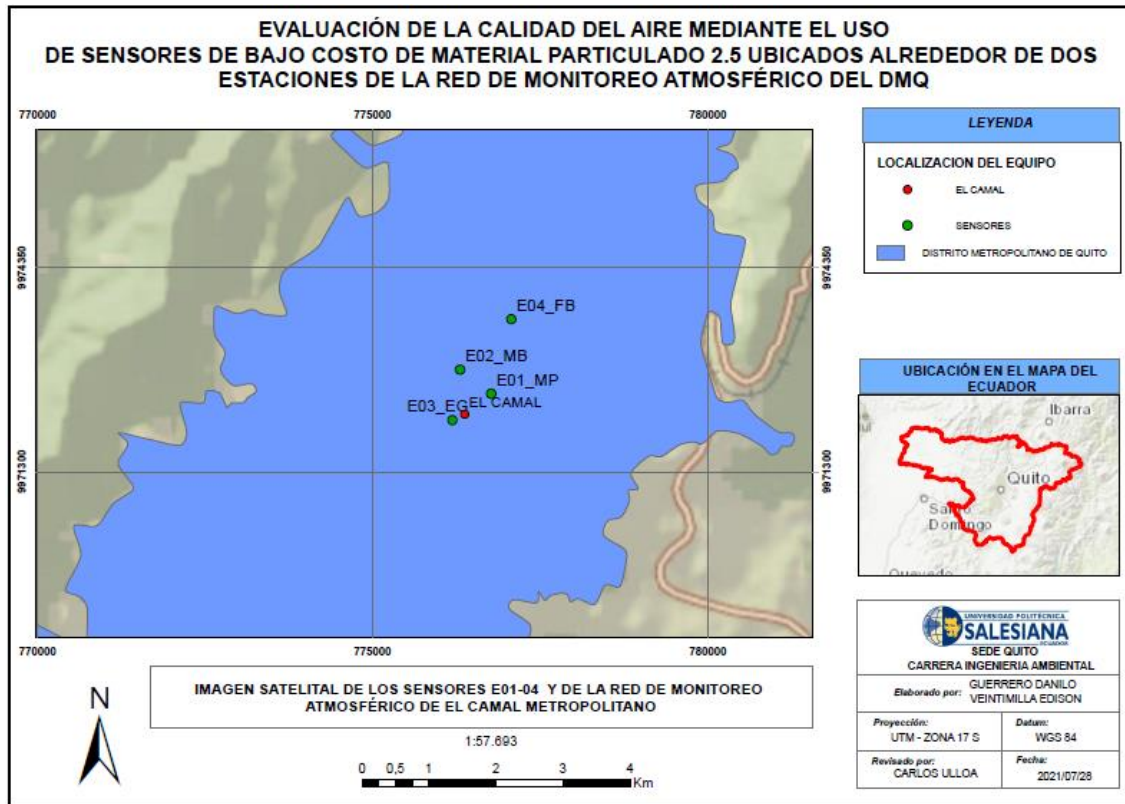 EVALUACIÓN DE LA CALIDAD DEL AIRE MEDIANTE EL USO
DE SENSORES DE BAJO COSTO DE MATERIAL PARTICULADO 2.5 UBICADOS ALREDEDOR DE DOS
ESTACIONES DE LA RED DE MONITOREO ATMOSFÉRICO DEL DMQ
770000
775000
780000
9974350
9974350
E04_FB
E02_MB
E01_MP
E03_EG
EL CAMAL
9971300
9971300
770000
775000
780000
LEYENDA
LOCALIZACION DEL EQUIPO
EL CAMAL
SENSORES
DISTRITO METROPOLITANO DE QUITO
UBICACIÓN EN EL MAPA DEL
ECUADOR
Ibarra
Quito
Santo
Domingo
Quevedo
N
IMAGEN SATELITAL DE LOS SENSORES E01-04 Y DE LA RED DE MONITOREO
ATMOSFÉRICO DE EL CAMAL METROPOLITANO
1:57.693
0 0,5 1 2 3 4
Km
UNIVERSIDAD POLITÉCNICA
SALESIANA
ECUADOR
SEDE QUITO
CARRERA INGENIERIA AMBIENTAL
Elaborado por: GUERRERO DANILO
VEINTIMILLA EDISON
Proyección:
UTM - ZONA 17 S
Datum:
WGS 84
Revisado por:
CARLOS ULLOA
Fecha:
2021/07/28